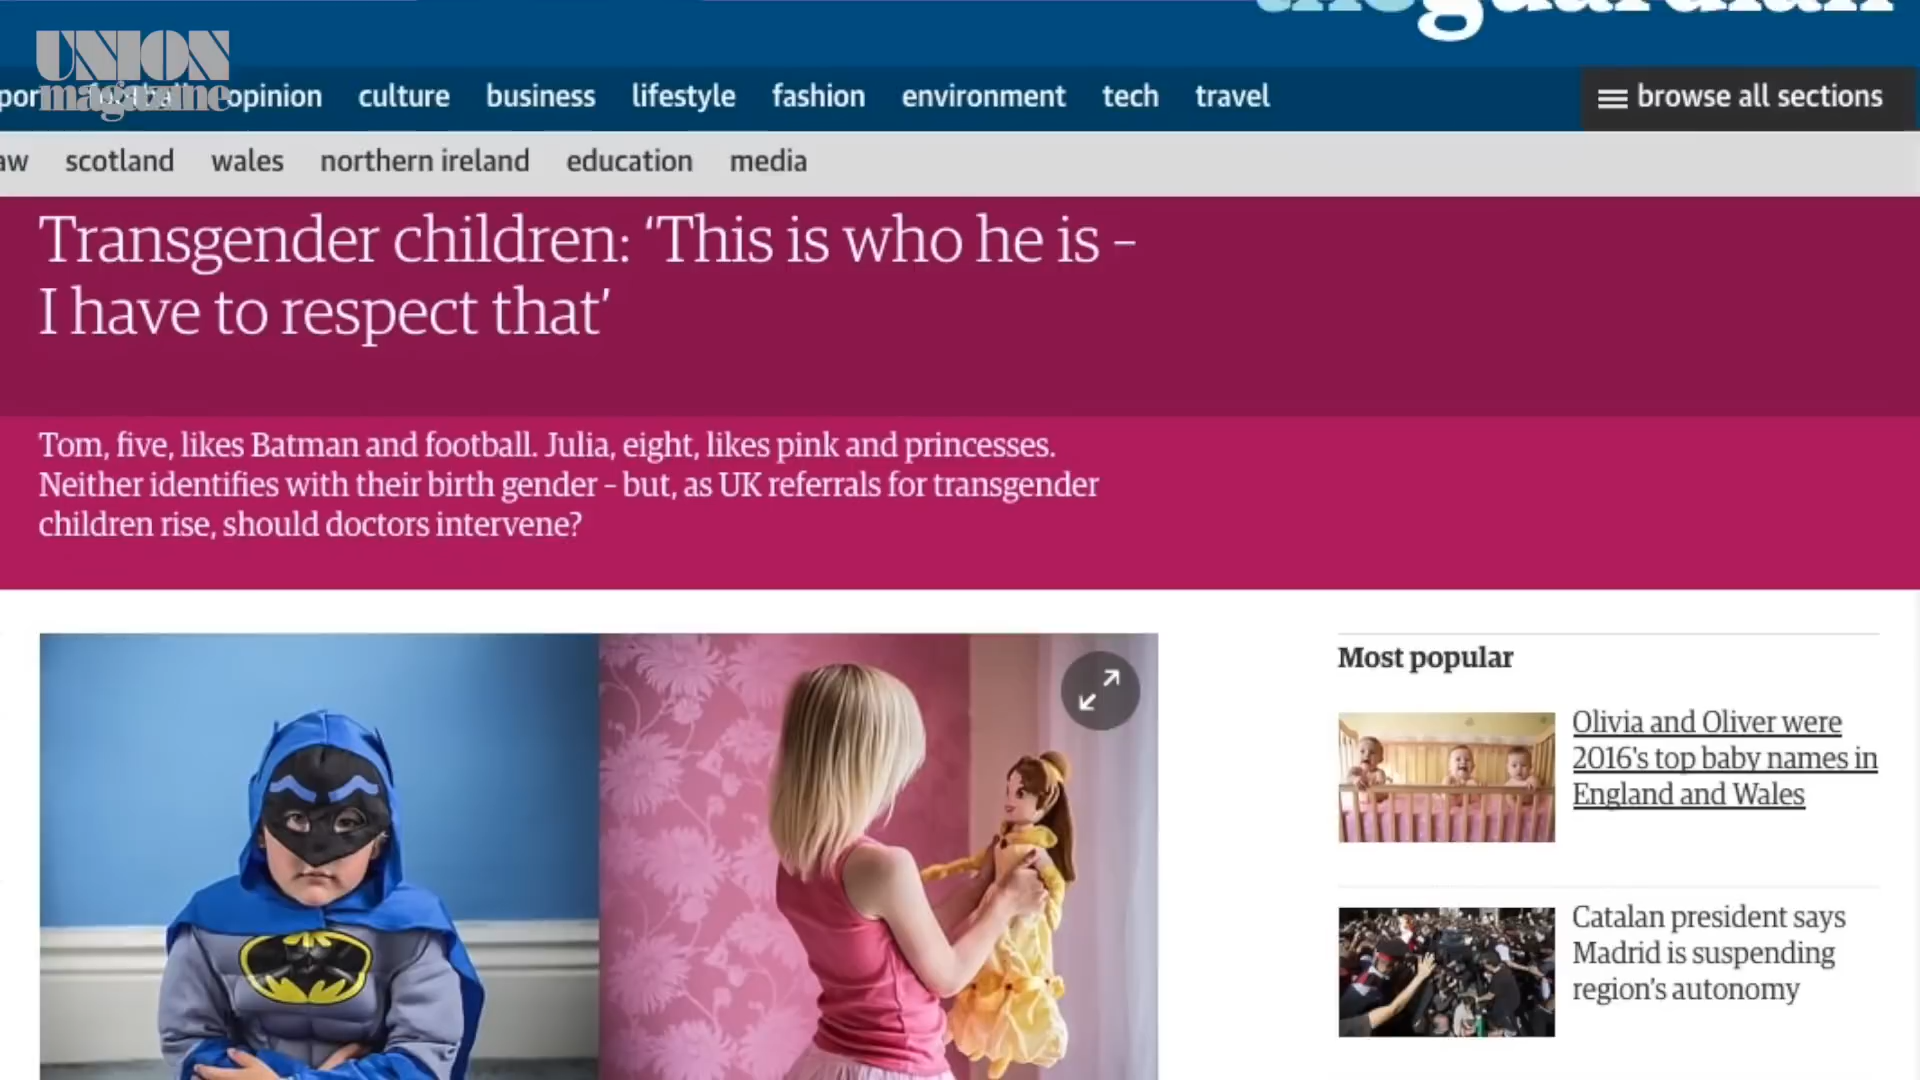 theguardian
UNION
magazine
opinion culture business lifestyle fashion environment tech travel
browse all sections
scotland wales northern ireland education media
Transgender children: ‘This is who he is –
I have to respect that’
Tom, five, likes Batman and football. Julia, eight, likes pink and princesses.
Neither identifies with their birth gender – but, as UK referrals for transgender
children rise, should doctors intervene?
Most popular
Olivia and Oliver were
2016's top baby names in
England and Wales
Catalan president says
Madrid is suspending
region's autonomy